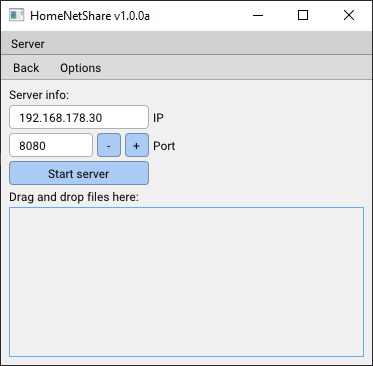 HomeNetShare v1.0.0a
Server
Back Options
Server info:
192.168.178.30 IP
8080 - + Port
Start server
Drag and drop files here: